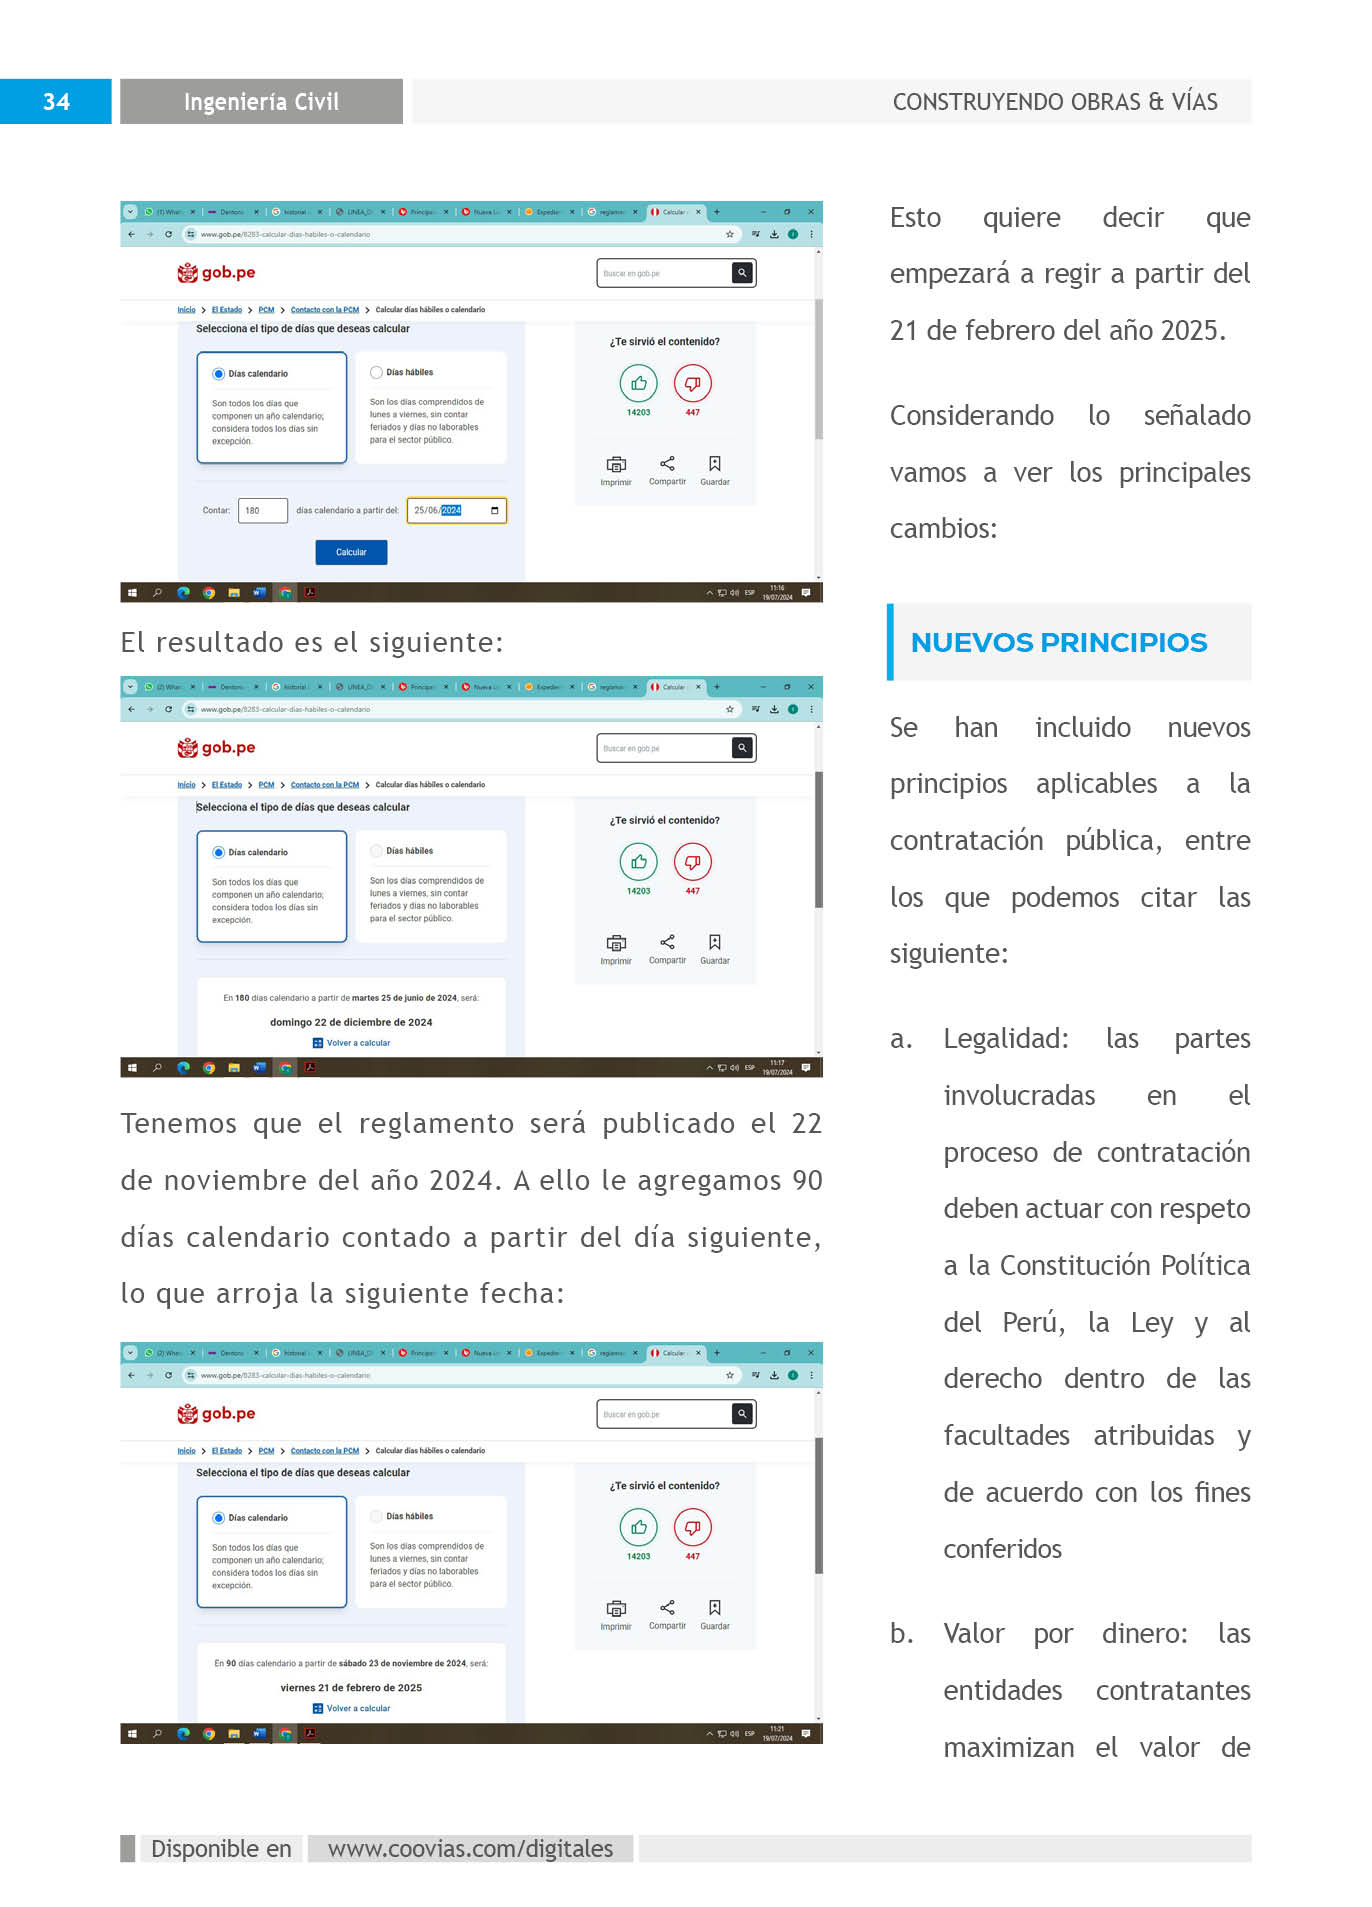 34
Ingeniería Civil
CONSTRUYENDO OBRAS & VÍAS
www.gob.pe/8283-calcular-dias-habiles-o-calendario
gob.pe
Buscar en gob.pe
Inicio > El Estado > PCM > Contacto con la PCM > Calcular días hábiles o calendario
Selecciona el tipo de días que deseas calcular
Días calendario
Son todos los días que
componen un año calendario;
considera todos los días sin
excepción.
Días hábiles
Son los días comprendidos de
lunes a viernes, sin contar
feriados y días no laborables
para el sector público.
Contar: 180 días calendario a partir del: 25/06/2024
Calcular
¿Te sirvió el contenido?
14203 447
Imprimir Compartir Guardar
ESP 11:16
19/07/2024
El resultado es el siguiente:
www.gob.pe/8283-calcular-dias-habiles-o-calendario
gob.pe
Buscar en gob.pe
Inicio > El Estado > PCM > Contacto con la PCM > Calcular días hábiles o calendario
Selecciona el tipo de días que deseas calcular
Días calendario
Son todos los días que
componen un año calendario;
considera todos los días sin
excepción.
Días hábiles
Son los días comprendidos de
lunes a viernes, sin contar
feriados y días no laborables
para el sector público.
En 180 días calendario a partir de martes 25 de junio de 2024, será:
domingo 22 de diciembre de 2024
Volver a calcular
¿Te sirvió el contenido?
14203 447
Imprimir Compartir Guardar
ESP 11:17
19/07/2024
Tenemos que el reglamento será publicado el 22
de noviembre del año 2024. A ello le agregamos 90
días calendario contado a partir del día siguiente,
lo que arroja la siguiente fecha:
www.gob.pe/8283-calcular-dias-habiles-o-calendario
gob.pe
Buscar en gob.pe
Inicio > El Estado > PCM > Contacto con la PCM > Calcular días hábiles o calendario
Selecciona el tipo de días que deseas calcular
Días calendario
Son todos los días que
componen un año calendario;
considera todos los días sin
excepción.
Días hábiles
Son los días comprendidos de
lunes a viernes, sin contar
feriados y días no laborables
para el sector público.
En 90 días calendario a partir de sábado 23 de noviembre de 2024, será:
viernes 21 de febrero de 2025
Volver a calcular
¿Te sirvió el contenido?
14203 447
Imprimir Compartir Guardar
ESP 11:21
19/07/2024
Esto quiere decir que
empezará a regir a partir del
21 de febrero del año 2025.
Considerando lo señalado
vamos a ver los principales
cambios:
NUEVOS PRINCIPIOS
Se han incluido nuevos
principios aplicables a la
contratación pública, entre
los que podemos citar las
siguiente:
a. Legalidad: las partes
involucradas en el
proceso de contratación
deben actuar con respeto
a la Constitución Política
del Perú, la Ley y al
derecho dentro de las
facultades atribuidas y
de acuerdo con los fines
conferidos
b. Valor por dinero: las
entidades contratantes
maximizan el valor de
Disponible en www.coovias.com/digitales